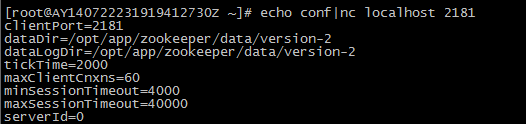 [root@AY140722231919412730Z ~]# echo conf|nc localhost 2181
clientPort=2181
dataDir=/opt/app/zookeeper/data/version-2
dataLogDir=/opt/app/zookeeper/data/version-2
tickTime=2000
maxClientCnxns=60
minSessionTimeout=4000
maxSessionTimeout=40000
serverId=0